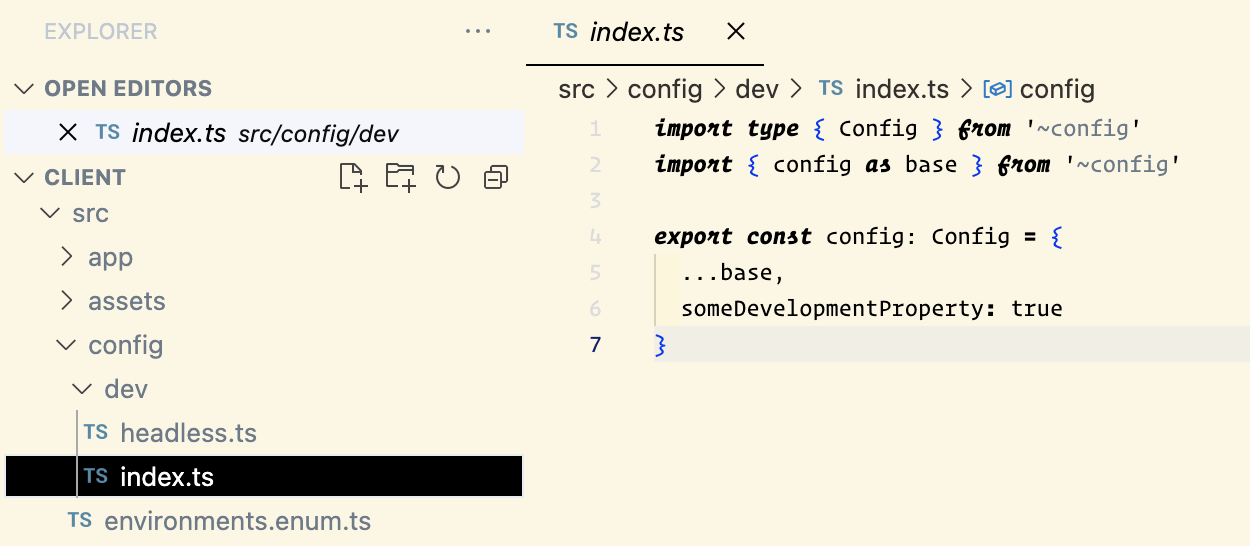 EXPLORER
OPEN EDITORS
TS index.ts src/config/dev
CLIENT
src
app
assets
config
dev
TS headless.ts
TS index.ts
TS environments.enum.ts
TS index.ts
src > config > dev > TS index.ts > config
1 import type { Config } from '~config'
2 import { config as base } from '~config'
3
4 export const config: Config = {
5 ...base,
6 someDevelopmentProperty: true
7 }